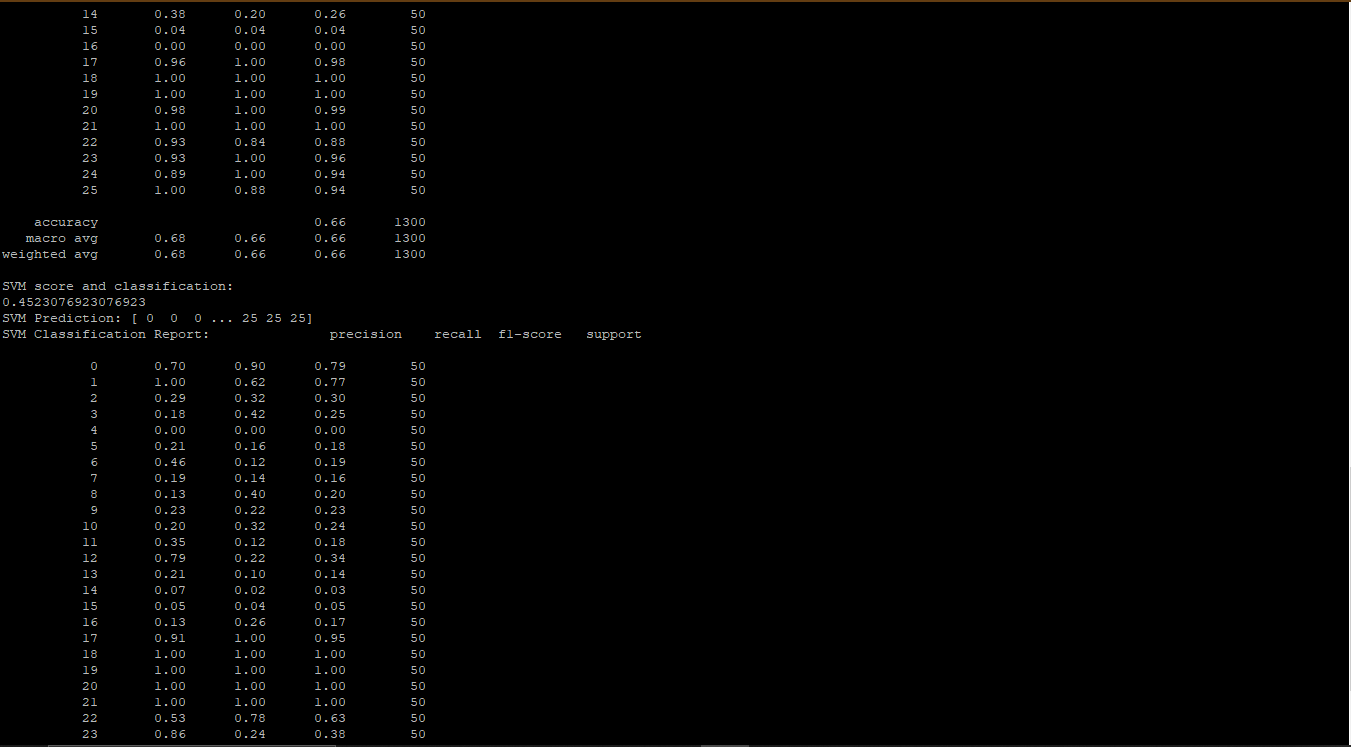 14 0.38 0.20 0.26 50
15 0.04 0.04 0.04 50
16 0.00 0.00 0.00 50
17 0.96 1.00 0.98 50
18 1.00 1.00 1.00 50
19 1.00 1.00 1.00 50
20 0.98 1.00 0.99 50
21 1.00 1.00 1.00 50
22 0.93 0.84 0.88 50
23 0.93 1.00 0.96 50
24 0.89 1.00 0.94 50
25 1.00 0.88 0.94 50
accuracy 0.66 1300
macro avg 0.68 0.66 0.66 1300
weighted avg 0.68 0.66 0.66 1300
SVM score and classification:
0.4523076923076923
SVM Prediction: [ 0 0 0 ... 25 25 25]
SVM Classification Report: precision recall f1-score support
0 0.70 0.90 0.79 50
1 1.00 0.62 0.77 50
2 0.29 0.32 0.30 50
3 0.18 0.42 0.25 50
4 0.00 0.00 0.00 50
5 0.21 0.16 0.18 50
6 0.46 0.12 0.19 50
7 0.19 0.14 0.16 50
8 0.13 0.40 0.20 50
9 0.23 0.22 0.23 50
10 0.20 0.32 0.24 50
11 0.35 0.12 0.18 50
12 0.79 0.22 0.34 50
13 0.21 0.10 0.14 50
14 0.07 0.02 0.03 50
15 0.05 0.04 0.05 50
16 0.13 0.26 0.17 50
17 0.91 1.00 0.95 50
18 1.00 1.00 1.00 50
19 1.00 1.00 1.00 50
20 1.00 1.00 1.00 50
21 1.00 1.00 1.00 50
22 0.53 0.78 0.63 50
23 0.86 0.24 0.38 50